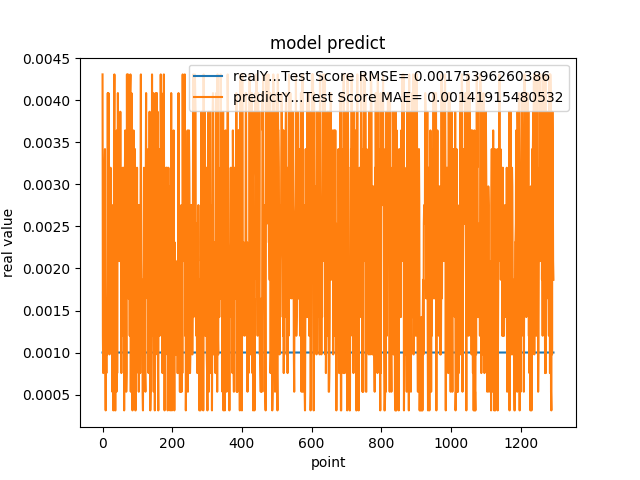 model predict
realY...Test Score RMSE= 0.00175396260386
predictY...Test Score MAE= 0.00141915480532
0.0045
0.0040
0.0035
0.0030
0.0025
0.0020
0.0015
0.0010
0.0005
real value
0 200 400 600 800 1000 1200
point